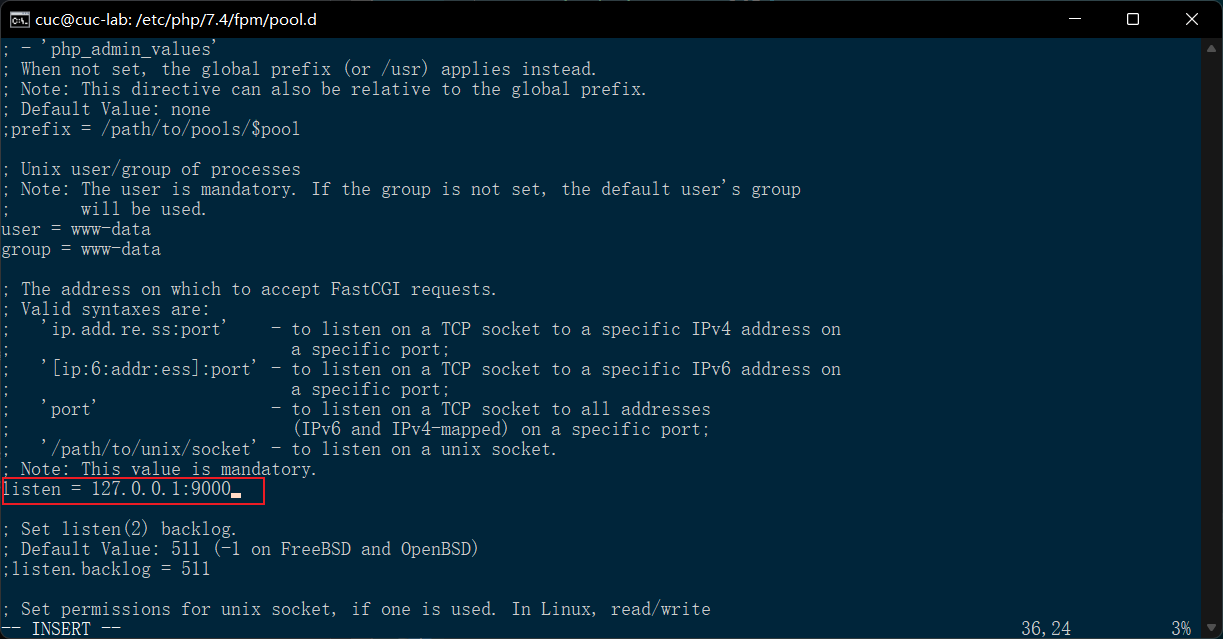 cuc@cuc-lab: /etc/php/7.4/fpm/pool.d
; - 'php_admin_values'
; When not set, the global prefix (or /usr) applies instead.
; Note: This directive can also be relative to the global prefix.
; Default Value: none
;prefix = /path/to/pools/$pool
; Unix user/group of processes
; Note: The user is mandatory. If the group is not set, the default user's group
;       will be used.
user = www-data
group = www-data
; The address on which to accept FastCGI requests.
; Valid syntaxes are:
;   'ip.add.re.ss:port'    - to listen on a TCP socket to a specific IPv4 address on
;                            a specific port;
;   '[ip:6:addr:ess]:port' - to listen on a TCP socket to a specific IPv6 address on
;                            a specific port;
;   'port'                 - to listen on a TCP socket to all addresses
;                            (IPv6 and IPv4-mapped) on a specific port;
;   '/path/to/unix/socket' - to listen on a unix socket.
; Note: This value is mandatory.
listen = 127.0.0.1:9000
; Set listen(2) backlog.
; Default Value: 511 (-1 on FreeBSD and OpenBSD)
;listen.backlog = 511
; Set permissions for unix socket, if one is used. In Linux, read/write
-- INSERT -- 36,24 3%